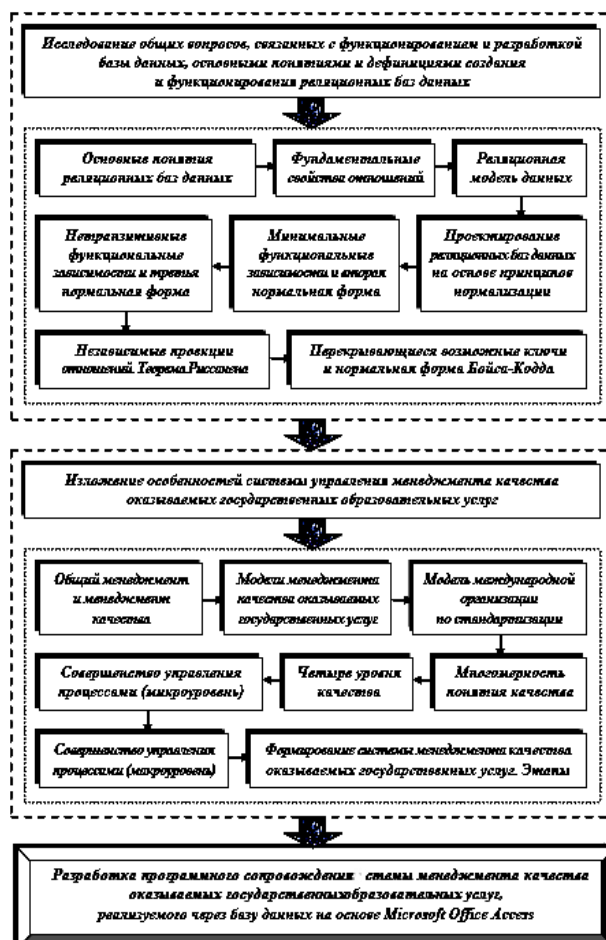 Исследование общих вопросов, связанных с функционированием и разработкой
базы данных, основными понятиями и дефинициями создания
и функционирования реляционных баз данных
Основные понятия
реляционных баз данных
Фундаментальные
свойства отношений
Реляционная
модель данных
Нетранзитивные
функциональные
зависимости и третья
нормальная форма
Минимальные
функциональные
зависимости и вторая
нормальная форма
Проектирование
реляционных баз данных
на основе принципов
нормализации
Независимые проекции
отношений. Теорема Риссанена
Перекрывающиеся возможные ключи
и нормальная форма Бойса-Кодда
Изложение особенностей системы управления менеджмента качества
оказываемых государственных образовательных услуг
Общий менеджмент
и менеджмент
качества
Модели менеджмента
качества оказываемых
государственных услуг
Модель международной
организации
по стандартизации
Совершенство управления
процессами (микроуровень)
Четыре уровня
качества
Многомерность
понятия качества
Совершенство управления
процессами (макроуровень)
Формирование системы менеджмента качества
оказываемых государственных услуг. Этапы
Разработка программного сопровождения стемы менеджмента качества
оказываемых государственныхобразовательных услуг,
реализуемого через базу данных на основе Microsoft Office Access